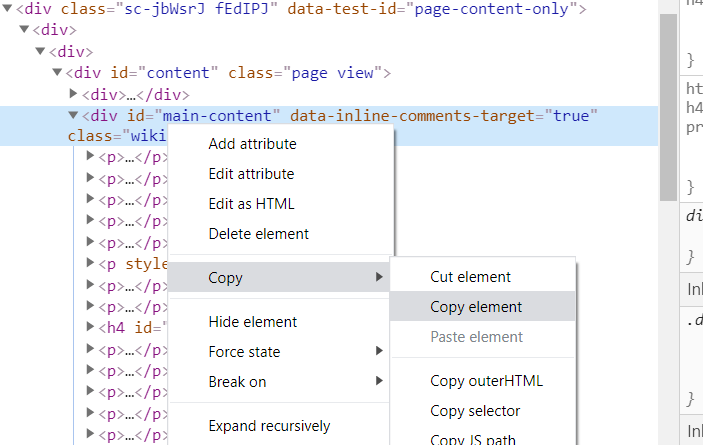 ▼<div class="sc-jbWsrJ fEdIPJ" data-test-id="page-content-only">
▼<div>
▼<div>
▼<div id="content" class="page view">
▶<div>…</div>
▼<div id="main-content" data-inline-comments-target="true"
class="wiki
▶<p>…</p>
▶<p>…</p>
▶<p>…</p>
▶<p>…</p>
▶<p>…</p>
▶<p style
▶<p>…</p>
▶<p>…</p>
▶<h4 id="
▶<p>…</p>
▶<p>…</p>
▶<p>…</p>
▶<p>…</p>
▶<p>…</p>
Add attribute
Edit attribute
Edit as HTML
Delete element
Copy
Hide element
Force state
Break on
Expand recursively
Cut element
Copy element
Paste element
Copy outerHTML
Copy selector
Copy JS path
h4
}
ht
h4
pr
}
di
}
Inl
.d
}
Inl